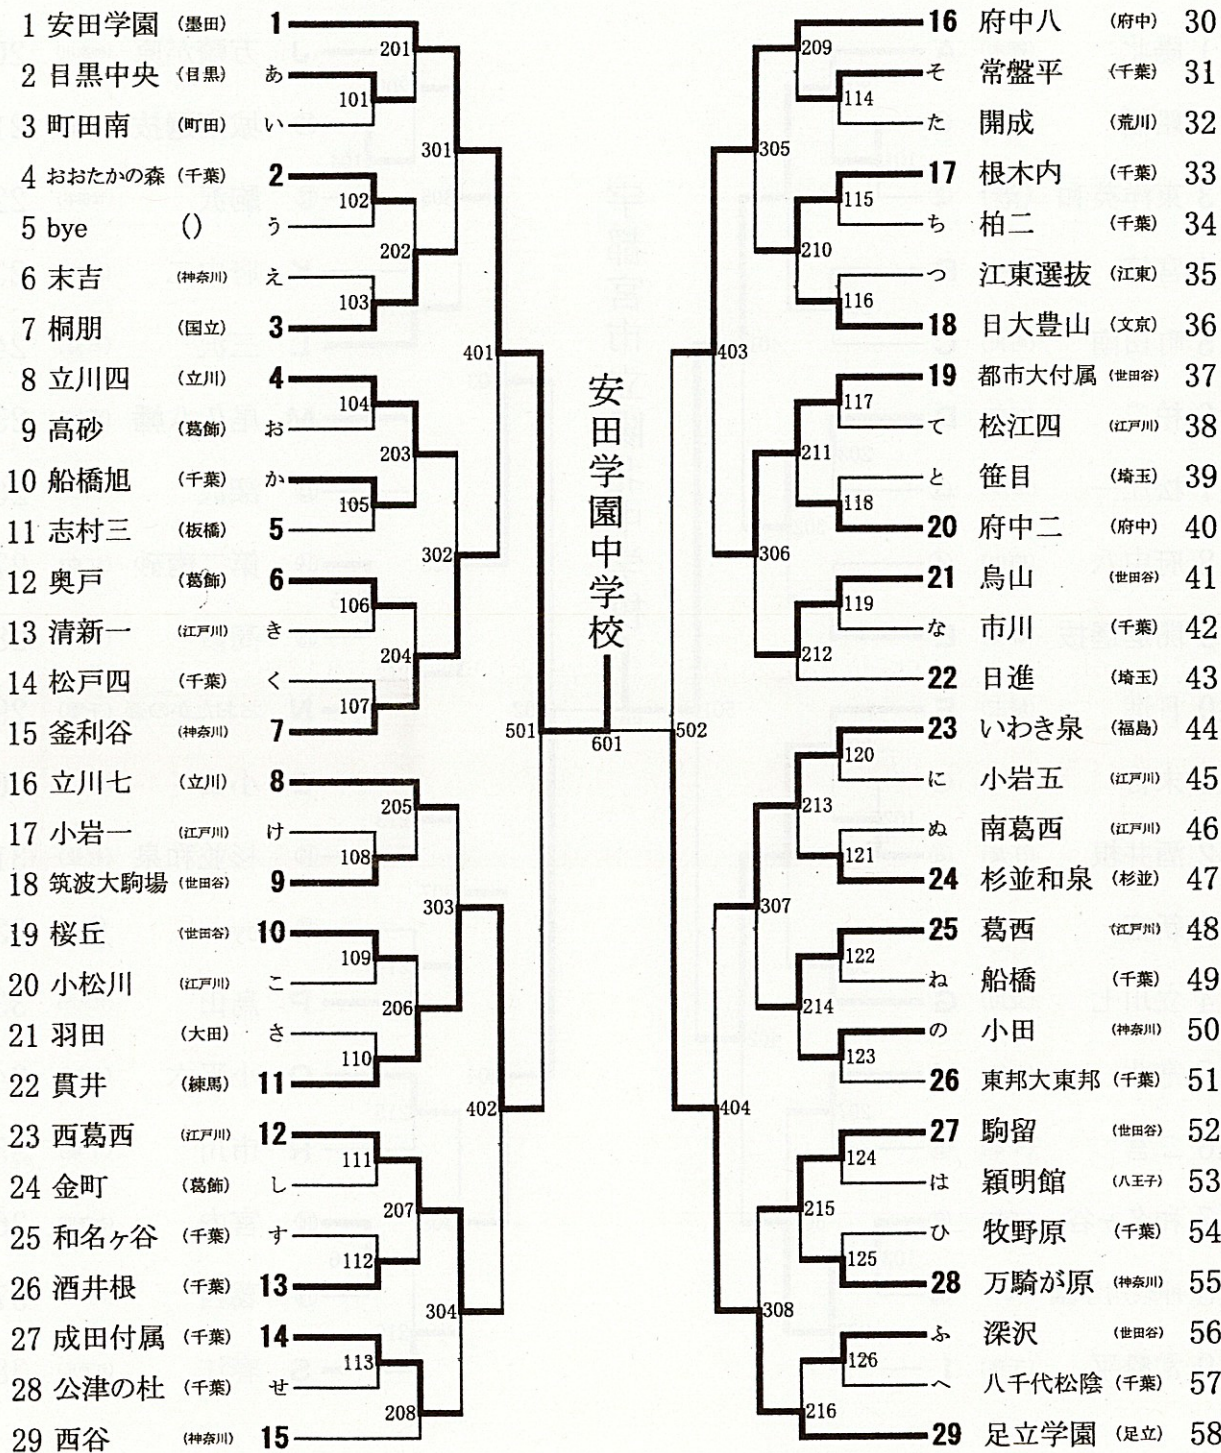 1 安田学園 (墨田) 1
2 目黒中央 (目黒) あ
3 町田南 (町田) い
4 おおたかの森 (千葉) 2
5 bye () う
6 末吉 (神奈川) え
7 桐朋 (国立) 3
8 立川四 (立川) 4
9 高砂 (葛飾) お
10 船橋旭 (千葉) か
11 志村三 (板橋) 5
12 奥戸 (葛飾) 6
13 清新一 (江戸川) き
14 松戸四 (千葉) く
15 釜利谷 (神奈川) 7
16 立川七 (立川) 8
17 小岩一 (江戸川) け
18 筑波大駒場 (世田谷) 9
19 桜丘 (世田谷) 10
20 小松川 (江戸川) こ
21 羽田 (大田) さ
22 貫井 (練馬) 11
23 西葛西 (江戸川) 12
24 金町 (葛飾) し
25 和名ヶ谷 (千葉) す
26 酒井根 (千葉) 13
27 成田付属 (千葉) 14
28 公津の杜 (千葉) せ
29 西谷 (神奈川) 15
201
101
102
202
103
104
203
105
106
204
107
205
108
109
206
110
111
207
112
113
208
301
302
303
304
401
402
501
安田学園中学校
601
502
403
404
305
306
307
308
209
114
115
210
116
117
211
118
119
212
120
213
121
122
214
123
124
215
125
126
216
16 府中八 (府中) 30
そ 常盤平 (千葉) 31
た 開成 (荒川) 32
17 根木内 (千葉) 33
ち 柏二 (千葉) 34
つ 江東選抜 (江東) 35
18 日大豊山 (文京) 36
19 都市大付属 (世田谷) 37
て 松江四 (江戸川) 38
と 笹目 (埼玉) 39
20 府中二 (府中) 40
21 烏山 (世田谷) 41
な 市川 (千葉) 42
22 日進 (埼玉) 43
23 いわき泉 (福島) 44
に 小岩五 (江戸川) 45
ぬ 南葛西 (江戸川) 46
24 杉並和泉 (杉並) 47
25 葛西 (江戸川) 48
ね 船橋 (千葉) 49
の 小田 (神奈川) 50
26 東邦大東邦 (千葉) 51
27 駒留 (世田谷) 52
は 穎明館 (八王子) 53
ひ 牧野原 (千葉) 54
28 万騎が原 (神奈川) 55
ふ 深沢 (世田谷) 56
へ 八千代松陰 (千葉) 57
29 足立学園 (足立) 58